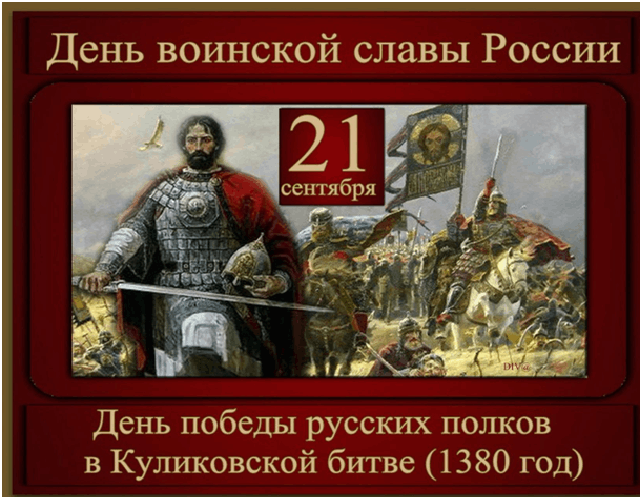 День воинской славы России
21
сентября
День победы русских полков
в Куликовской битве (1380 год)